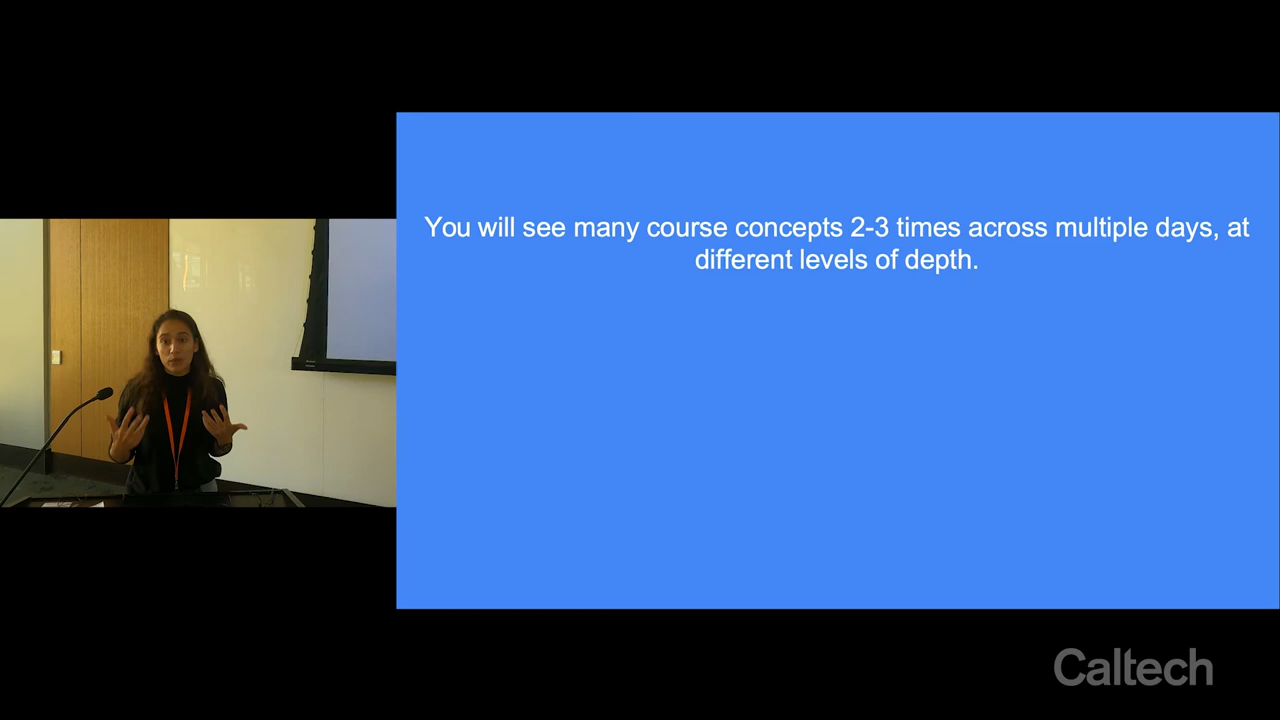 You will see many course concepts 2-3 times across multiple days, at
different levels of depth.
Caltech